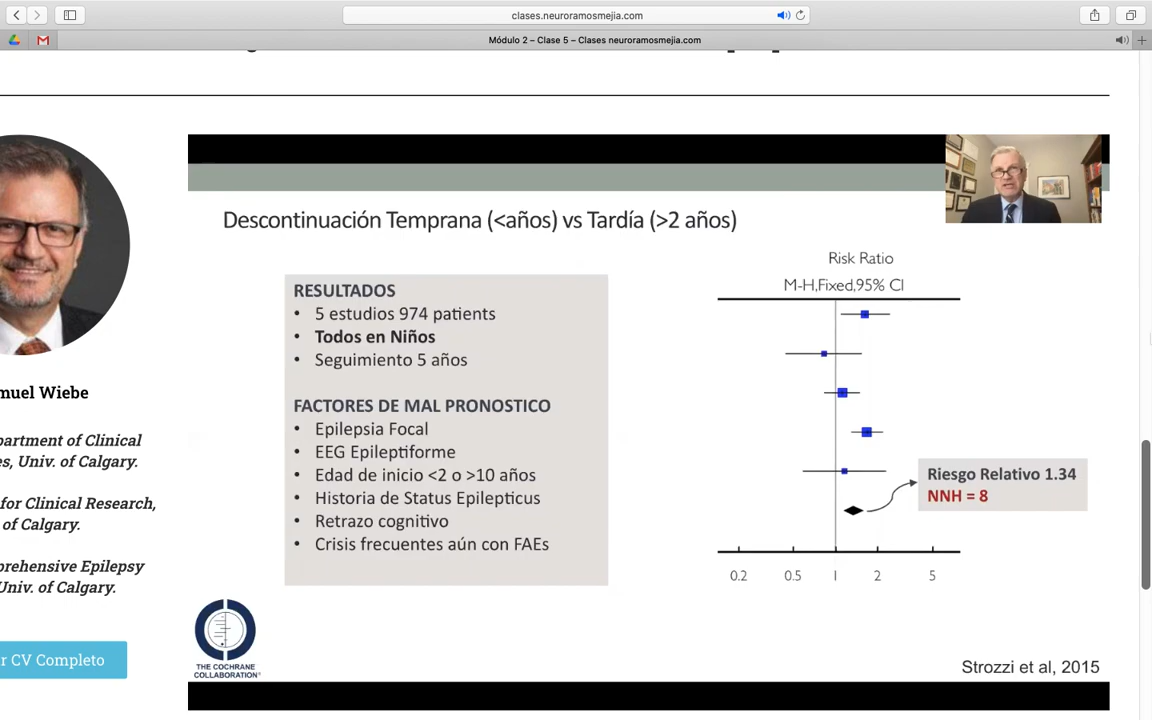 clases.neuroramosmejia.com
Módulo 2 – Clase 5 – Clases neuroramosmejia.com
muel Wiebe
partment of Clinical
es, Univ. of Calgary.
for Clinical Research,
of Calgary.
prehensive Epilepsy
Univ. of Calgary.
r CV Completo
Descontinuación Temprana (<años) vs Tardía (>2 años)
RESULTADOS
• 5 estudios 974 patients
• Todos en Niños
• Seguimiento 5 años
FACTORES DE MAL PRONOSTICO
• Epilepsia Focal
• EEG Epileptiforme
• Edad de inicio <2 o >10 años
• Historia de Status Epilepticus
• Retrazo cognitivo
• Crisis frecuentes aún con FAEs
Risk Ratio
M-H,Fixed,95% CI
Riesgo Relativo 1.34
NNH = 8
0.2 0.5 1 2 5
THE COCHRANE
COLLABORATION®
Strozzi et al, 2015